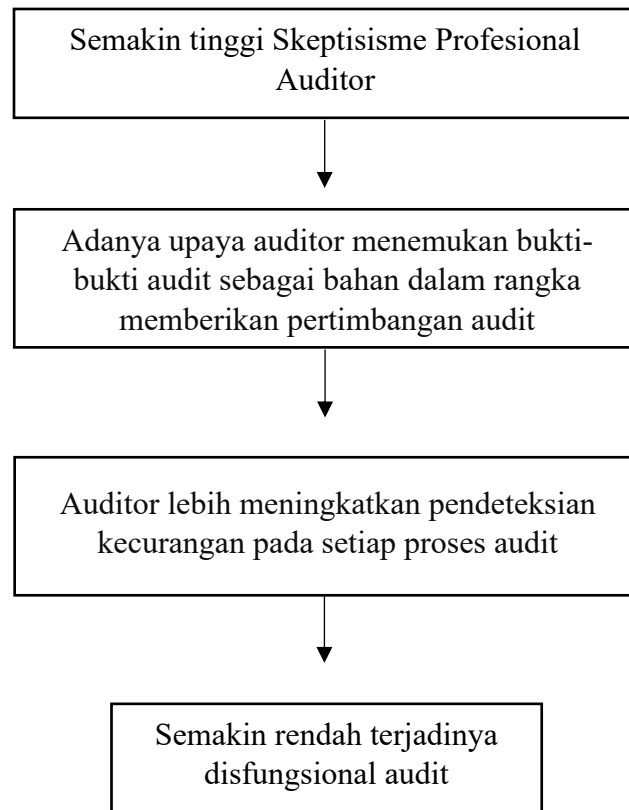 Semakin tinggi Skeptisisme Profesional
Auditor
Adanya upaya auditor menemukan bukti-
bukti audit sebagai bahan dalam rangka
memberikan pertimbangan audit
Auditor lebih meningkatkan pendeteksian
kecurangan pada setiap proses audit
Semakin rendah terjadinya
disfungsional audit